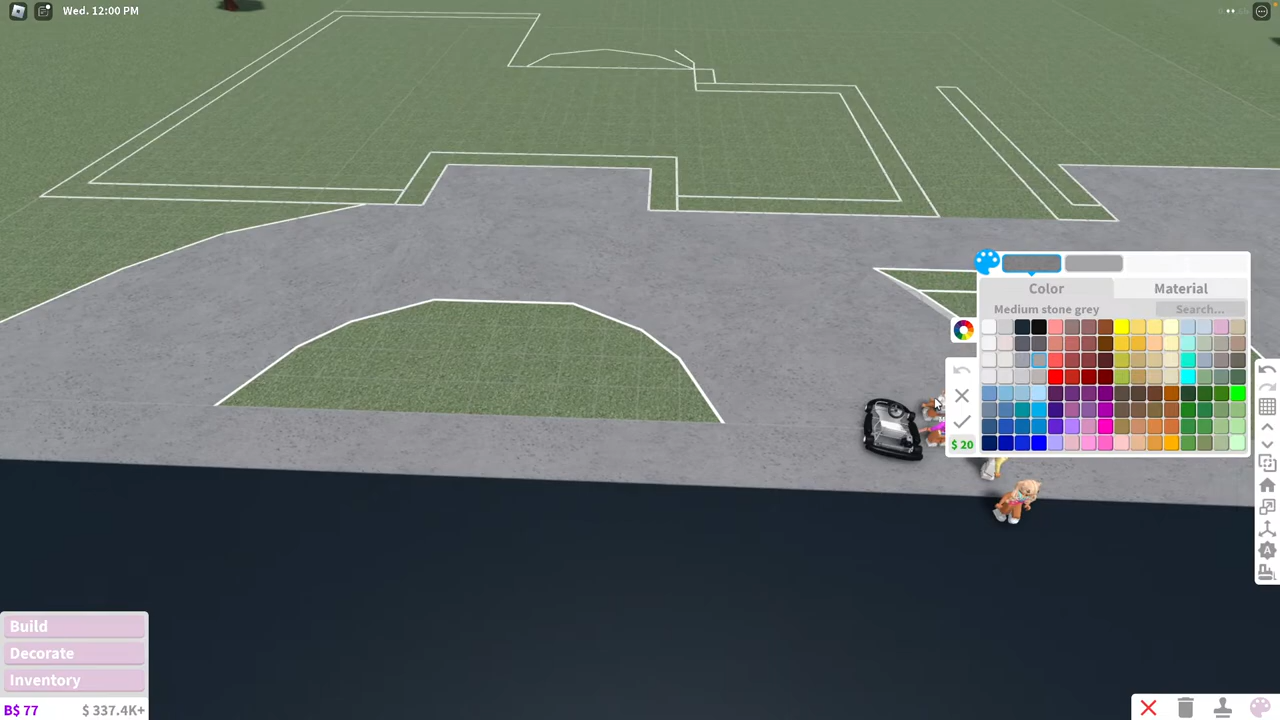 Wed. 12:00 PM
Color
Material
Medium stone grey
Search...
$ 20
Build
Decorate
Inventory
B$ 77
$ 337.4K+